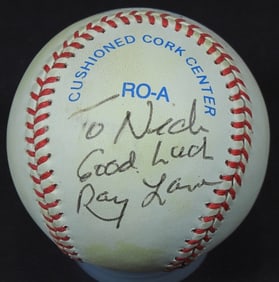 CUSHIONED CORK CENTER
RO-A
To Nick
Good Luck
Ray